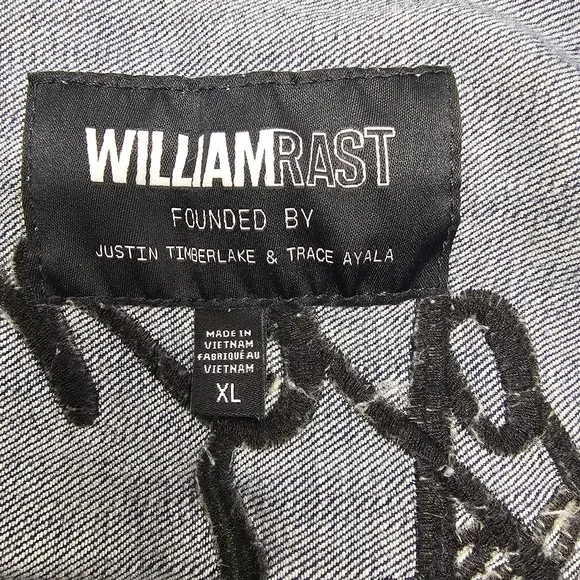 WILLIAMRAST
FOUNDED BY
JUSTIN TIMBERLAKE & TRACE AYALA
MADE IN
VIETNAM
FABRIQUÉ AU
VIETNAM
XL